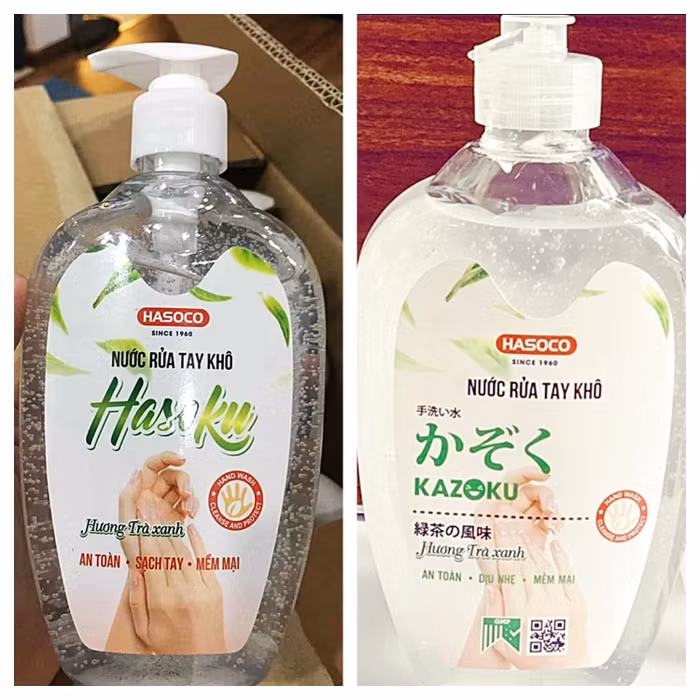 HASOCO
SINCE 1960
NƯỚC RỬA TAY KHÔ
Hasoku
HAND WASH
CLEANSE AND PROTECT
Hương Trà xanh
AN TOÀN • SẠCH TAY • MỀM MẠI
HASOCO
SINCE 1960
NƯỚC RỬA TAY KHÔ
手洗い水
かぞく
KAZOKU
HAND WASH
CLEANSE AND PROTECT
緑茶の風味
Hương Trà xanh
AN TOÀN • DỊU NHẸ • MỀM MẠI
GMP